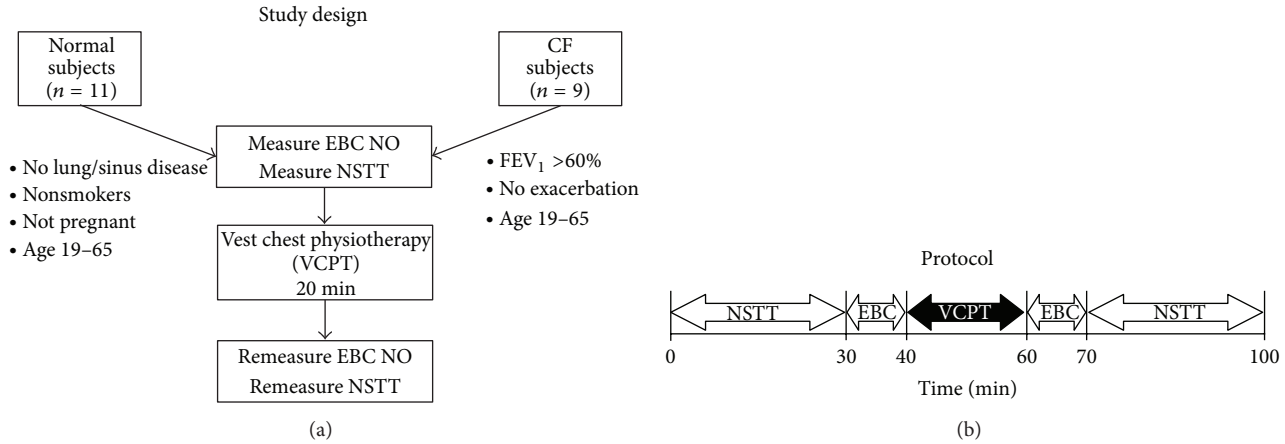 Study design
Normal
subjects
(n = 11)
CF
subjects
(n = 9)
Measure EBC NO
Measure NSTT
• No lung/sinus disease
• Nonsmokers
• Not pregnant
• Age 19–65
• FEV₁ >60%
• No exacerbation
• Age 19–65
Vest chest physiotherapy
(VCPT)
20 min
Remeasure EBC NO
Remeasure NSTT
(a)
Protocol
NSTT EBC VCPT EBC NSTT
0 30 40 60 70 100
Time (min)
(b)